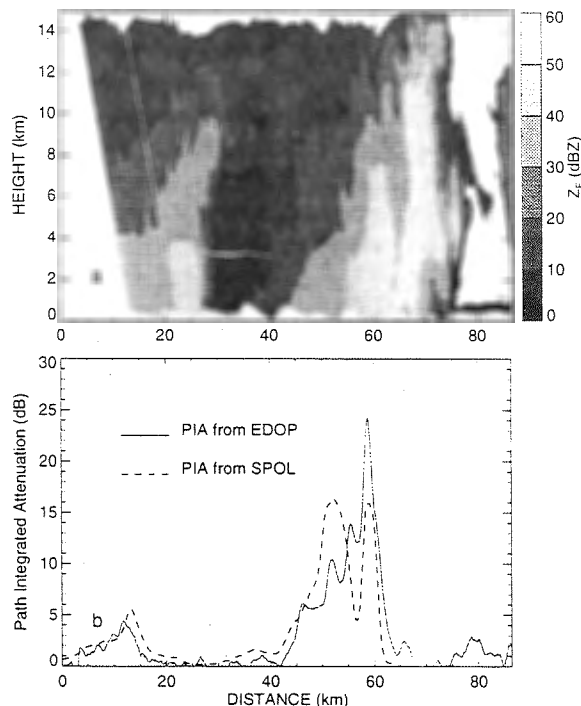 14
12
10
8
6
4
2
0
HEIGHT (km)
a
0 20 40 60 80
60
50
40
30
20
10
0
Z_E (dBZ)
30
25
20
15
10
5
0
Path Integrated Attenuation (dB)
PIA from EDOP
PIA from SPOL
b
0 20 40 60 80
DISTANCE (km)